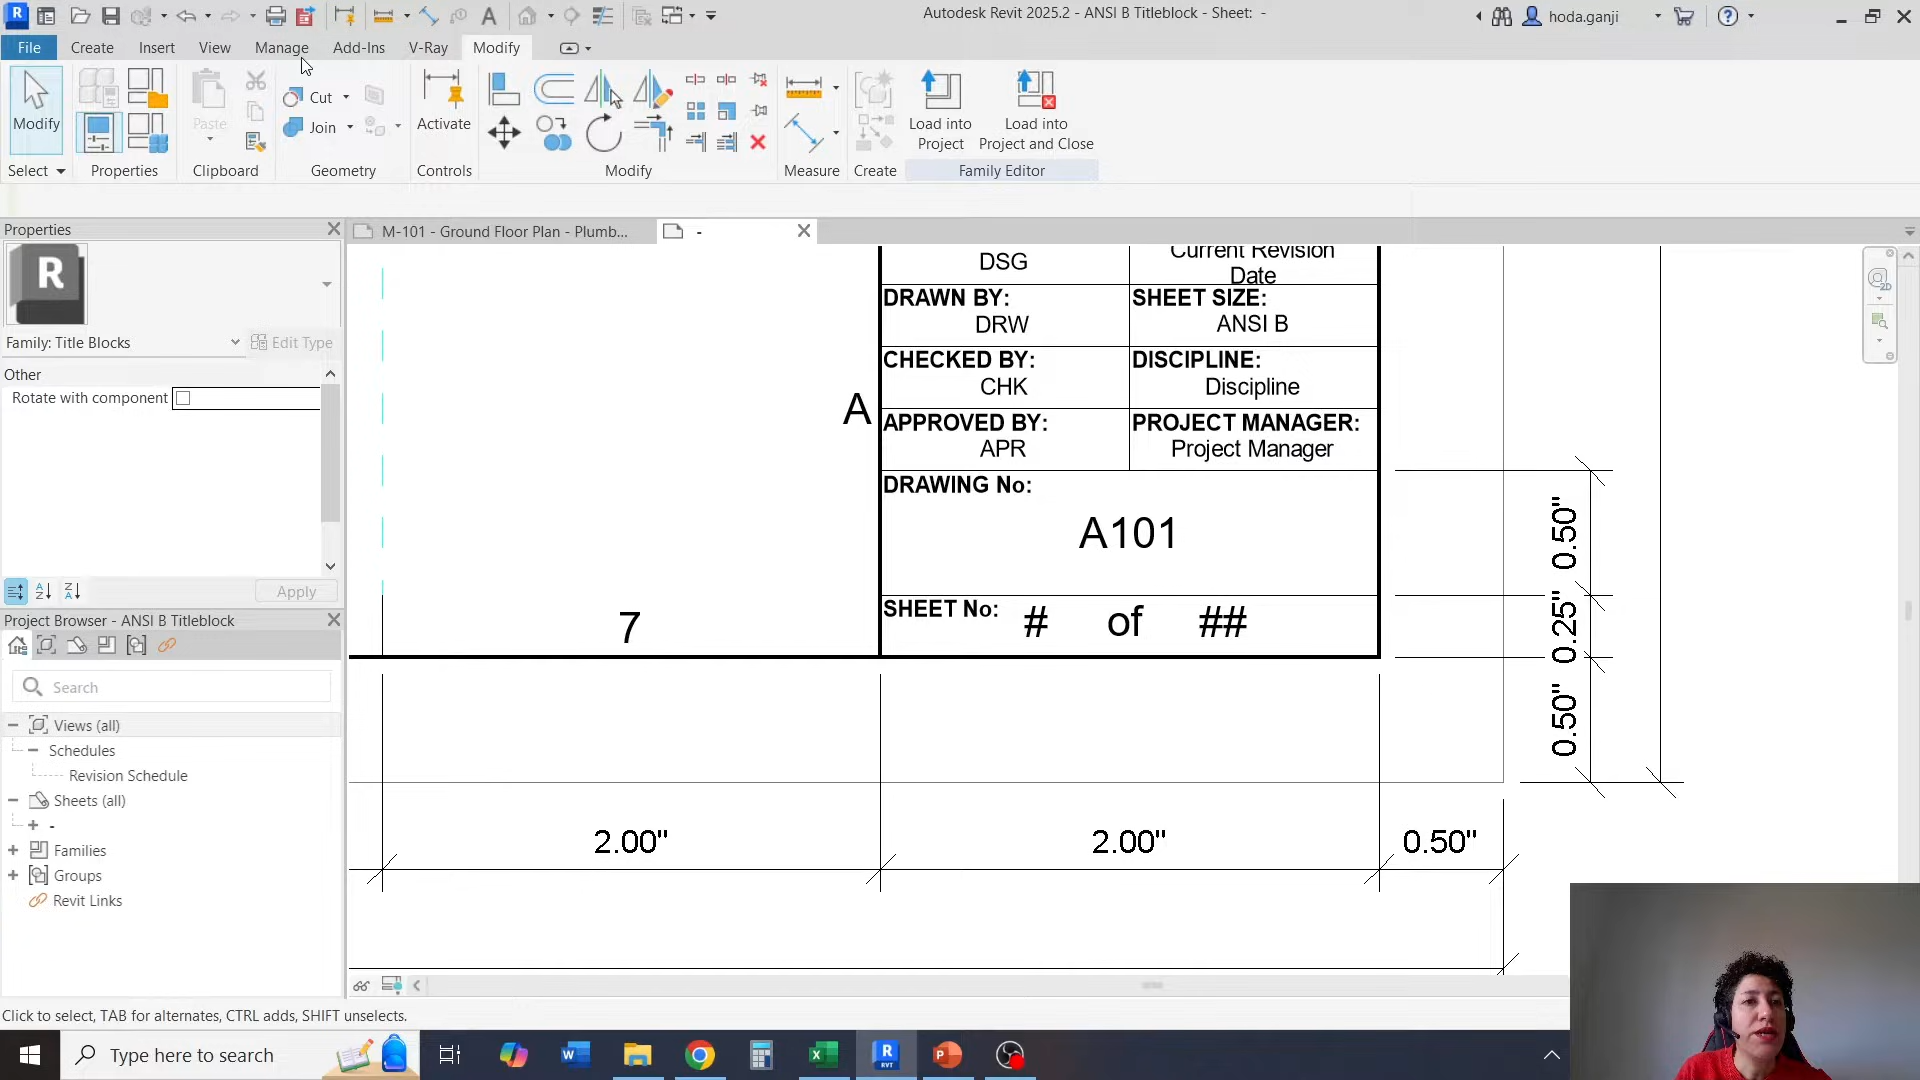 Autodesk Revit 2025.2 - ANSI B Titleblock - Sheet: -
hoda.ganji
File Create Insert View Manage Add-Ins V-Ray Modify
Modify
Paste
Cut
Join
Activate
Load into Project
Load into Project and Close
Select Properties Clipboard Geometry Controls Modify Measure Create Family Editor
Properties
M-101 - Ground Floor Plan - Plumb...
-
R
Family: Title Blocks
Edit Type
Other
Rotate with component
Apply
Project Browser - ANSI B Titleblock
Search
Views (all)
Schedules
Revision Schedule
Sheets (all)
-
Families
Groups
Revit Links
DSG
Current Revision
Date
DRAWN BY:
DRW
SHEET SIZE:
ANSI B
CHECKED BY:
CHK
DISCIPLINE:
Discipline
A
APPROVED BY:
APR
PROJECT MANAGER:
Project Manager
DRAWING No:
A101
SHEET No: # of ##
7
0.50"
0.25"
0.50"
2.00"
2.00"
0.50"
Click to select, TAB for alternates, CTRL adds, SHIFT unselects.
Type here to search